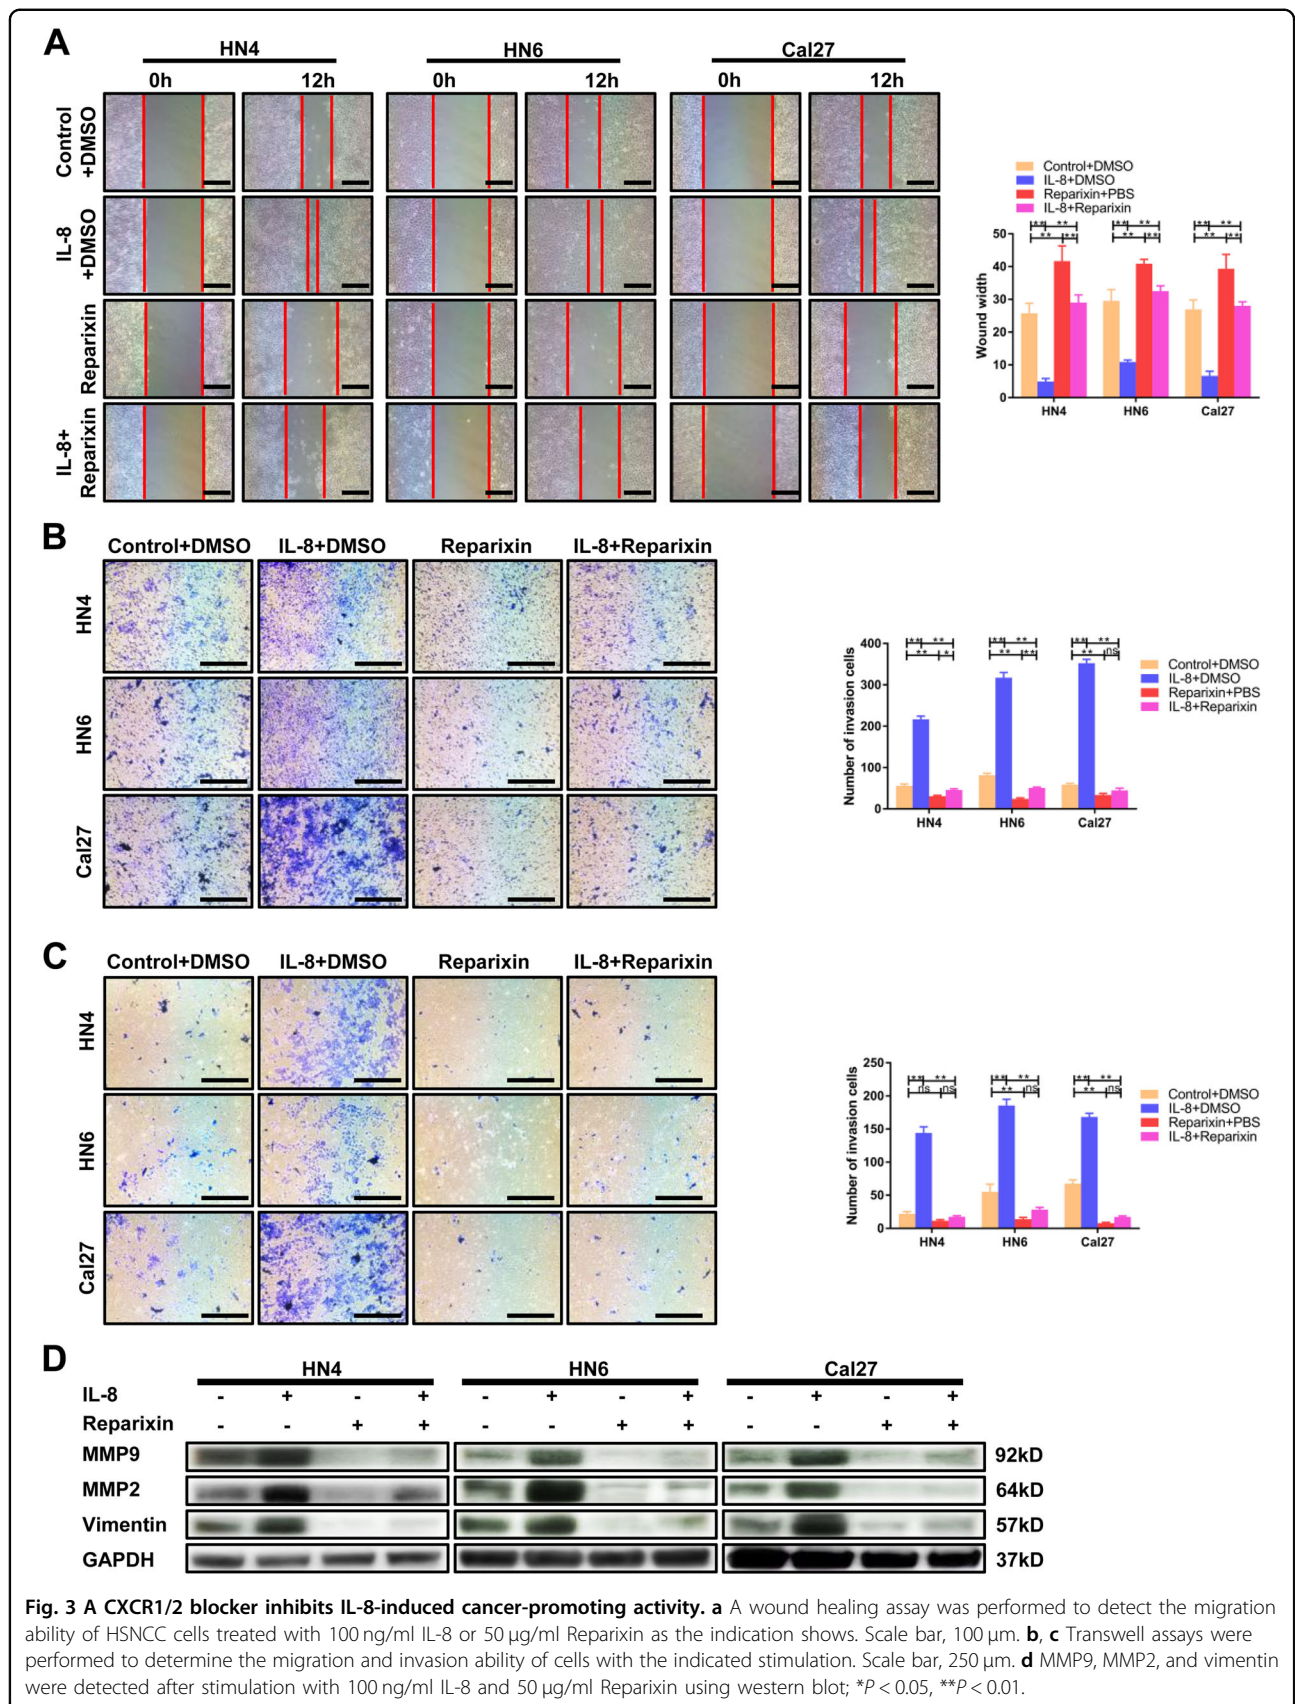 A
HN4 HN6 Cal27
0h 12h 0h 12h 0h 12h
Control
+DMSO
IL-8
+DMSO
Reparixin
IL-8+
Reparixin
Control+DMSO
IL-8+DMSO
Reparixin+PBS
IL-8+Reparixin
** ** ** ** ** **
** ** ** ** ** **
50
40
30
20
10
0
Wound width
HN4 HN6 Cal27
B
Control+DMSO IL-8+DMSO Reparixin IL-8+Reparixin
HN4
HN6
Cal27
** ** ** ** ** **
** * ** ** ** ns
400
300
200
100
0
Number of invasion cells
HN4 HN6 Cal27
Control+DMSO
IL-8+DMSO
Reparixin+PBS
IL-8+Reparixin
C
Control+DMSO IL-8+DMSO Reparixin IL-8+Reparixin
HN4
HN6
Cal27
** ** ** ** ** **
ns ns ** ns ** ns
250
200
150
100
50
0
Number of invasion cells
HN4 HN6 Cal27
Control+DMSO
IL-8+DMSO
Reparixin+PBS
IL-8+Reparixin
D
HN4 HN6 Cal27
IL-8 - + - + - + - + - + - +
Reparixin - - + + - - + + - - + +
MMP9 92kD
MMP2 64kD
Vimentin 57kD
GAPDH 37kD
Fig. 3 A CXCR1/2 blocker inhibits IL-8-induced cancer-promoting activity. a A wound healing assay was performed to detect the migration
ability of HSNCC cells treated with 100 ng/ml IL-8 or 50 µg/ml Reparixin as the indication shows. Scale bar, 100 µm. b, c Transwell assays were
performed to determine the migration and invasion ability of cells with the indicated stimulation. Scale bar, 250 µm. d MMP9, MMP2, and vimentin
were detected after stimulation with 100 ng/ml IL-8 and 50 µg/ml Reparixin using western blot; *P < 0.05, **P < 0.01.